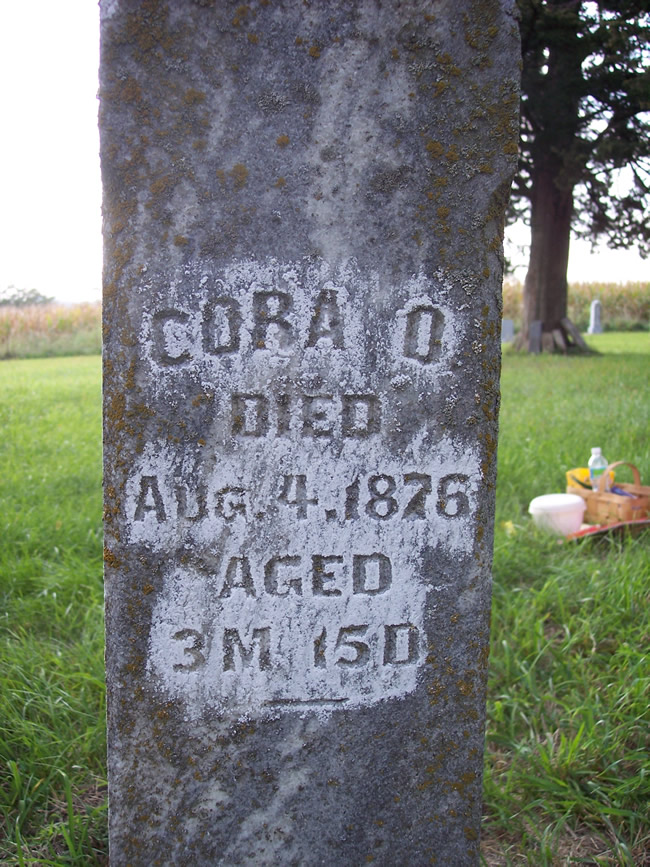 CORA O
DIED
AUG. 4, 1876
AGED
3M 15D